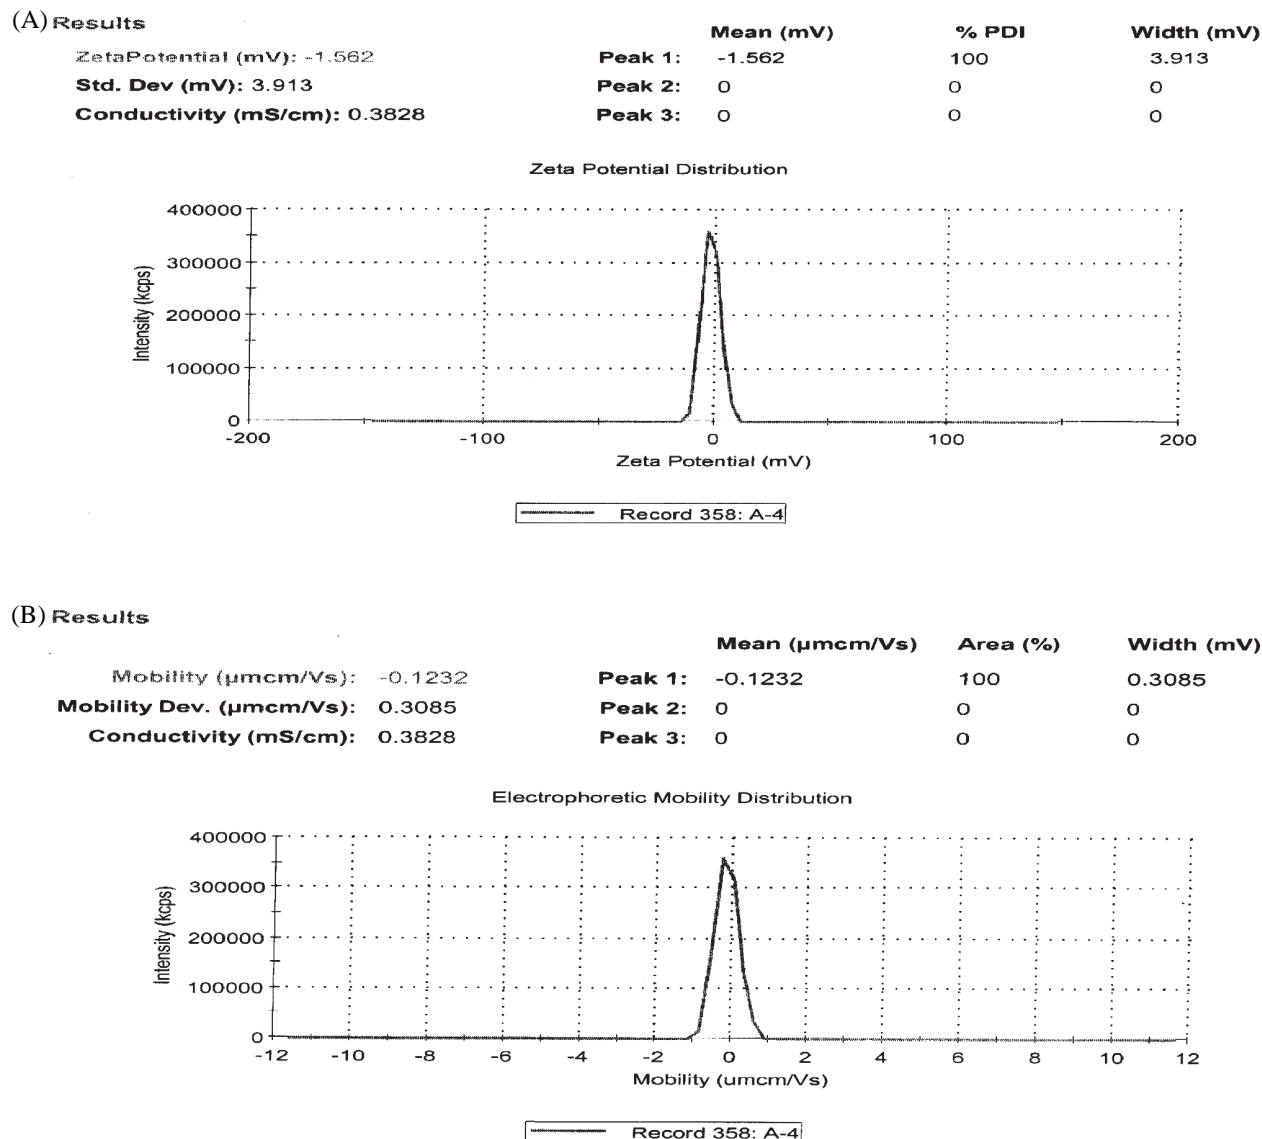 (A) Results
Mean (mV) % PDI Width (mV)
ZetaPotential (mV): -1.562 Peak 1: -1.562 100 3.913
Std. Dev (mV): 3.913 Peak 2: 0 0 0
Conductivity (mS/cm): 0.3828 Peak 3: 0 0 0
Zeta Potential Distribution
400000
300000
200000
100000
0
Intensity (kcps)
-200 -100 0 100 200
Zeta Potential (mV)
Record 358: A-4
(B) Results
Mean (µmcm/Vs) Area (%) Width (mV)
Mobility (µmcm/Vs): -0.1232 Peak 1: -0.1232 100 0.3085
Mobility Dev. (µmcm/Vs): 0.3085 Peak 2: 0 0 0
Conductivity (mS/cm): 0.3828 Peak 3: 0 0 0
Electrophoretic Mobility Distribution
400000
300000
200000
100000
0
Intensity (kcps)
-12 -10 -8 -6 -4 -2 0 2 4 6 8 10 12
Mobility (umcm/Vs)
Record 358: A-4